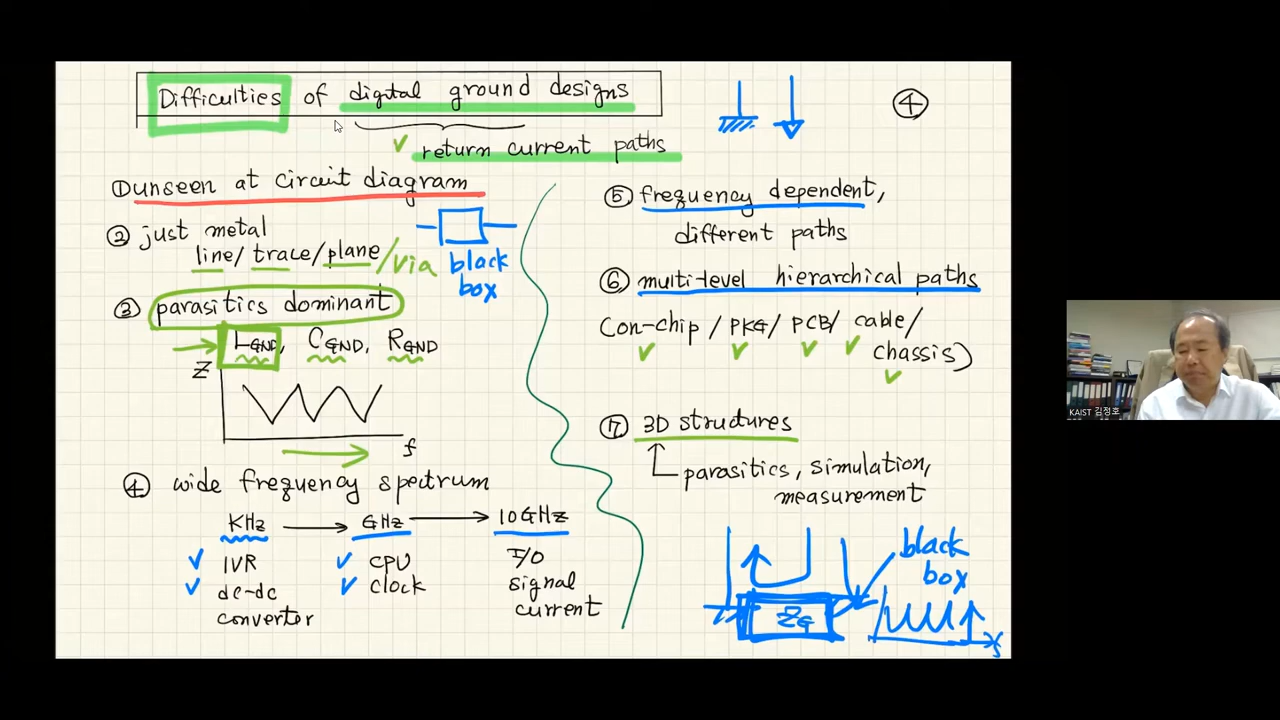 Difficulties of digital ground designs
④
return current paths
① unseen at circuit diagram
② just metal
line/trace/plane/via
black
box
③ parasitics dominant
LGND, CGND, RGND
Z
f
④ wide frequency spectrum
KHz → GHz → 10GHz
IVR
dc-dc
converter
CPU
clock
I/O
signal
current
⑤ frequency dependent,
different paths
⑥ multi-level hierarchical paths
(on-chip/PKG/PCB/cable/
chassis)
⑦ 3D structures
parasitics, simulation,
measurement
black
box
ZG
f
KAIST 김정호